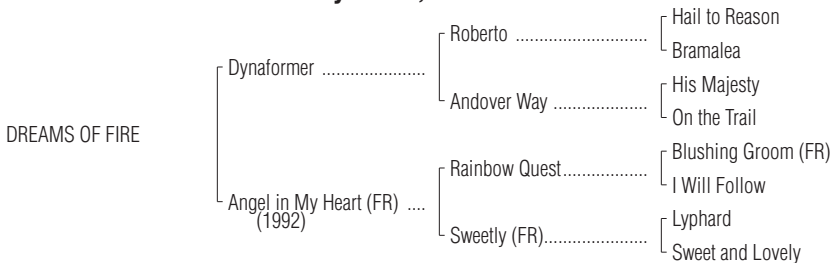 Hail to Reason
Roberto ............................
Bramalea
Dynaformer ......................
His Majesty
Andover Way ....................
On the Trail
DREAMS OF FIRE
Blushing Groom (FR)
Rainbow Quest..................
I Will Follow
Angel in My Heart (FR) ....
(1992)
Lyphard
Sweetly (FR)......................
Sweet and Lovely